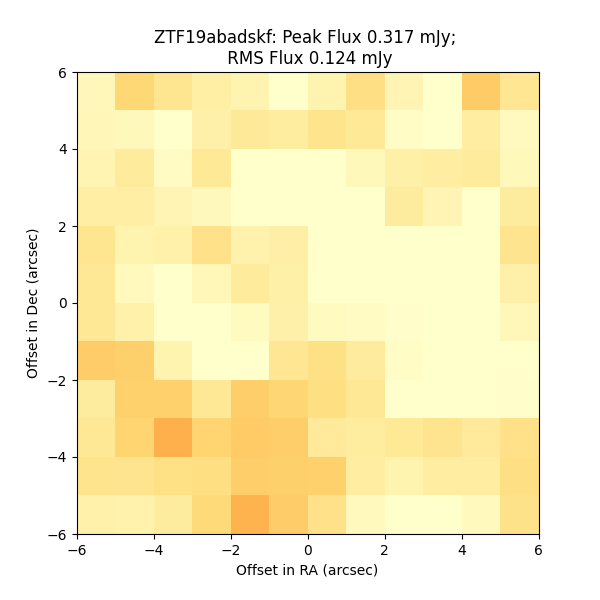 ZTF19abadskf: Peak Flux 0.317 mJy;
RMS Flux 0.124 mJy
6
4
2
0
−2
−4
−6
Offset in Dec (arcsec)
−6 −4 −2 0 2 4 6
Offset in RA (arcsec)